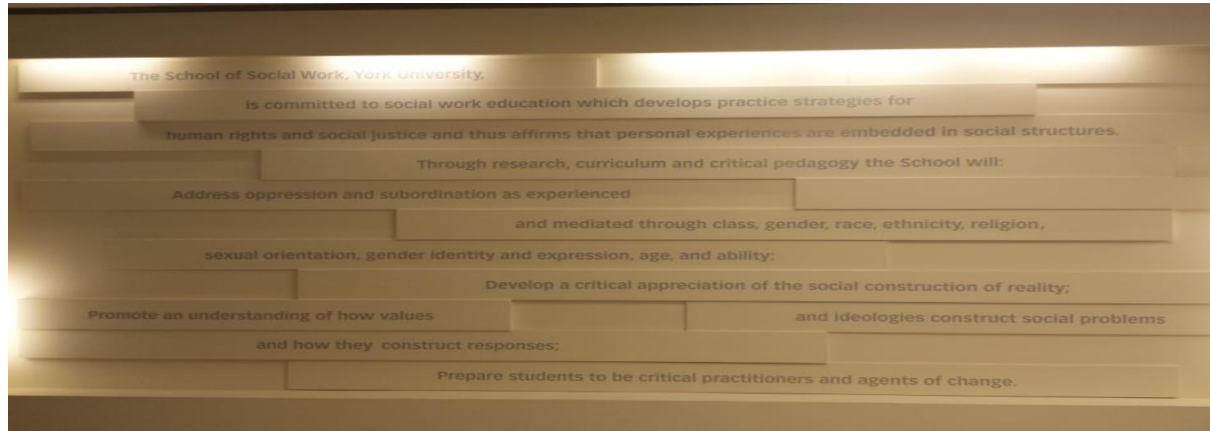 The School of Social Work, York University,
is committed to social work education which develops practice strategies for
human rights and social justice and thus affirms that personal experiences are embedded in social structures.
Through research, curriculum and critical pedagogy the School will:
Address oppression and subordination as experienced
and mediated through class, gender, race, ethnicity, religion,
sexual orientation, gender identity and expression, age, and ability;
Develop a critical appreciation of the social construction of reality;
Promote an understanding of how values and ideologies construct social problems
and how they construct responses;
Prepare students to be critical practitioners and agents of change.